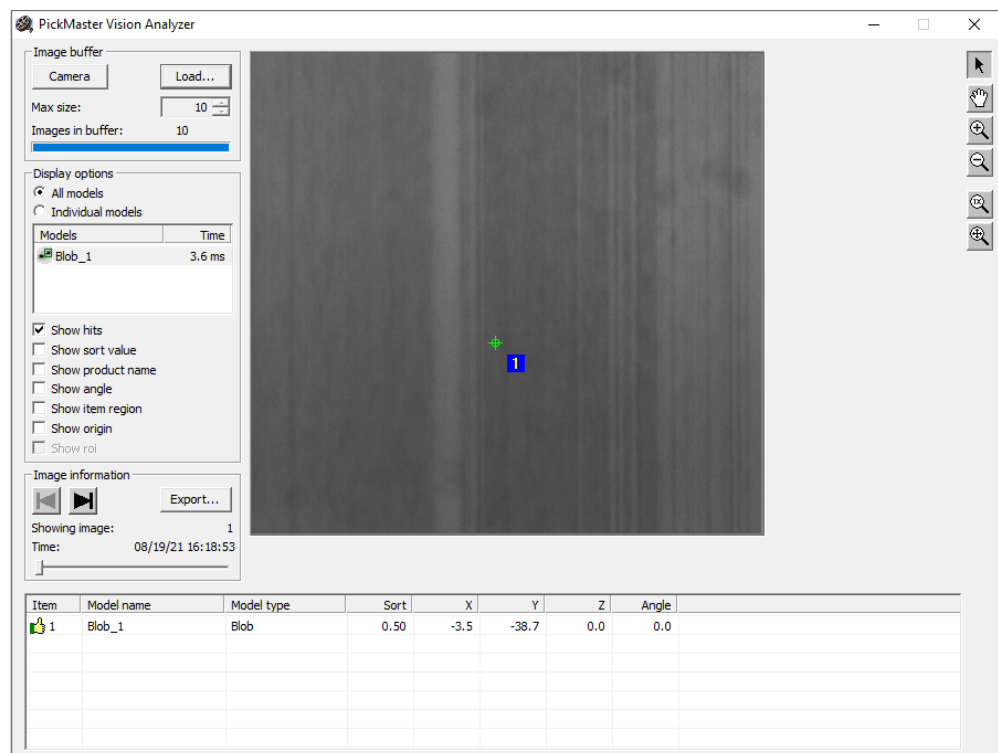 PickMaster Vision Analyzer
Image buffer
Camera Load...
Max size: 10
Images in buffer: 10
Display options
All models
Individual models
Models Time
Blob_1 3.6 ms
Show hits
Show sort value
Show product name
Show angle
Show item region
Show origin
Show roi
1
Image information
Export...
Showing image: 1
Time: 08/19/21 16:18:53
Item Model name Model type Sort X Y Z Angle
1 Blob_1 Blob 0.50 -3.5 -38.7 0.0 0.0
1X